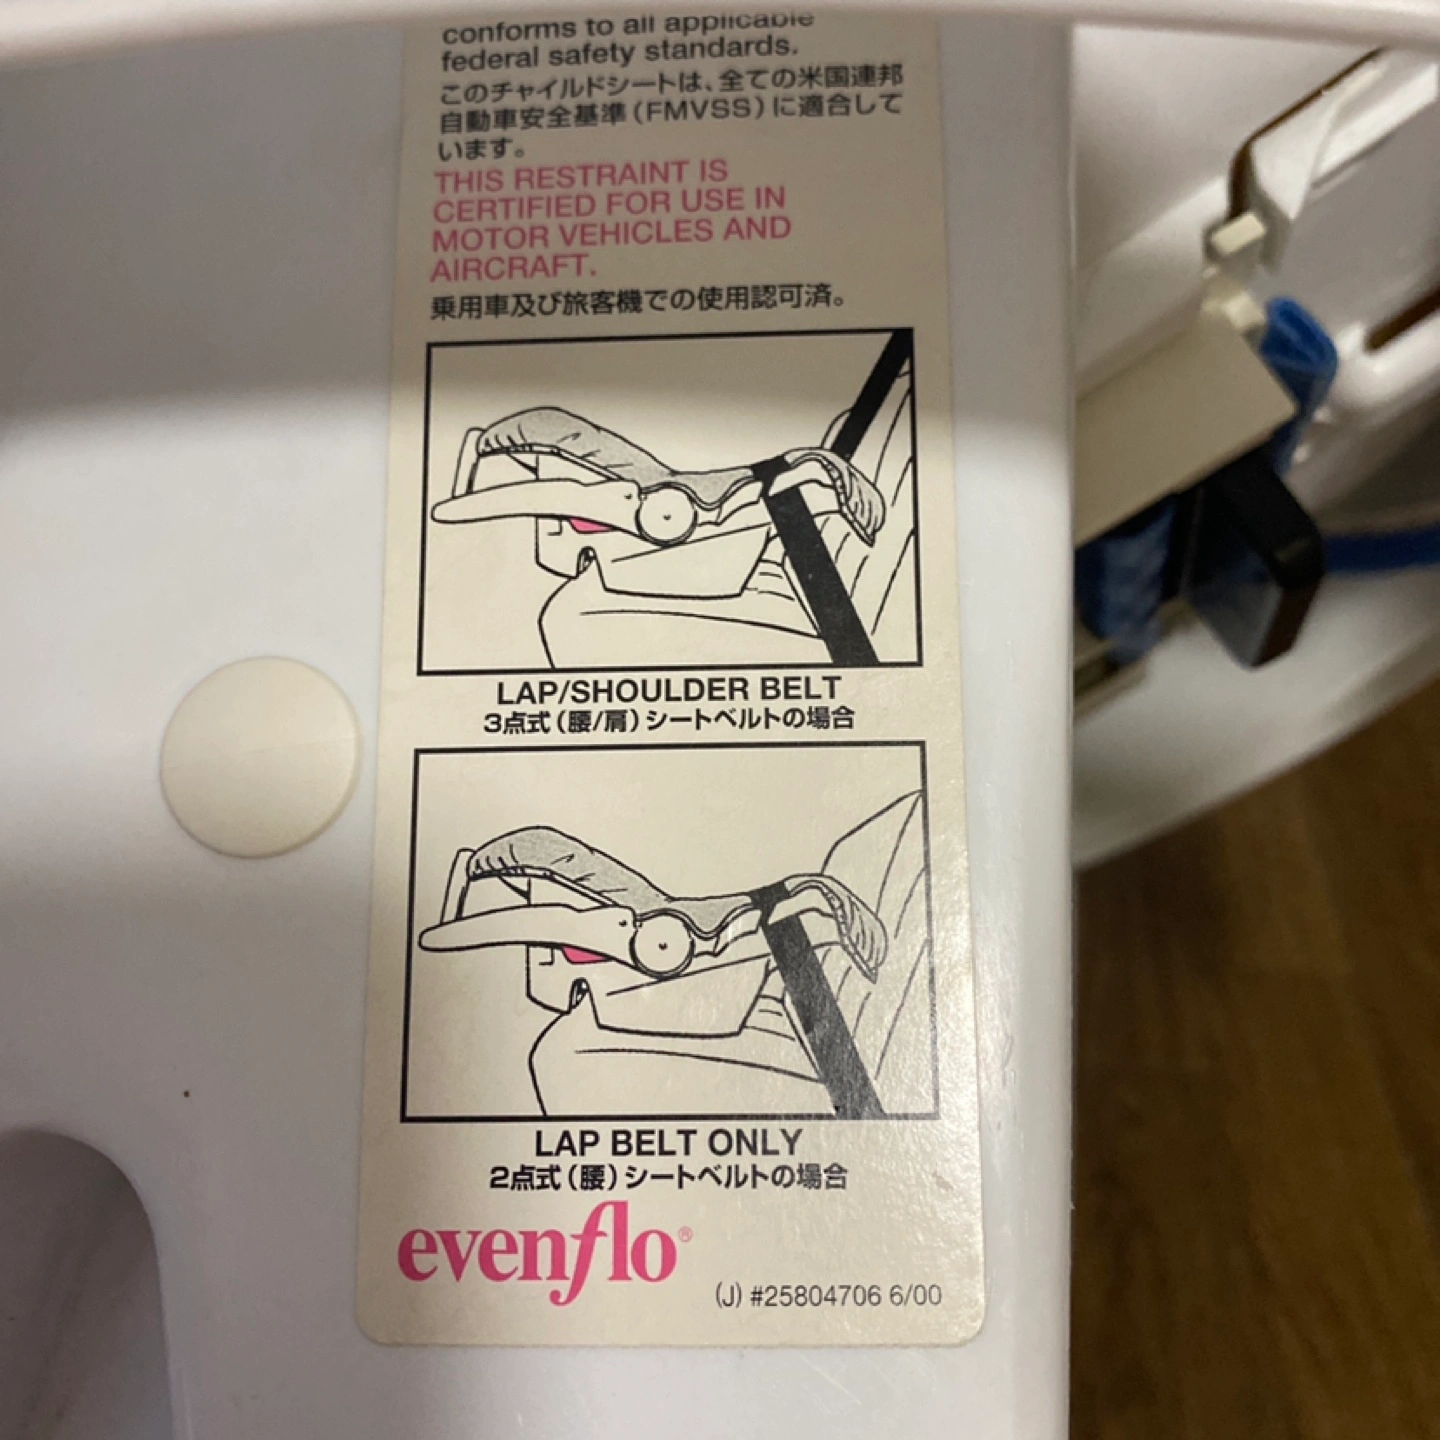 conforms to all applicable
federal safety standards.
このチャイルドシートは、全ての米国連邦
自動車安全基準(FMVSS)に適合して
います。
THIS RESTRAINT IS
CERTIFIED FOR USE IN
MOTOR VEHICLES AND
AIRCRAFT.
乗用車及び旅客機での使用認可済。
LAP/SHOULDER BELT
3点式(腰/肩)シートベルトの場合
LAP BELT ONLY
2点式(腰)シートベルトの場合
evenflo®
(J) #25804706 6/00